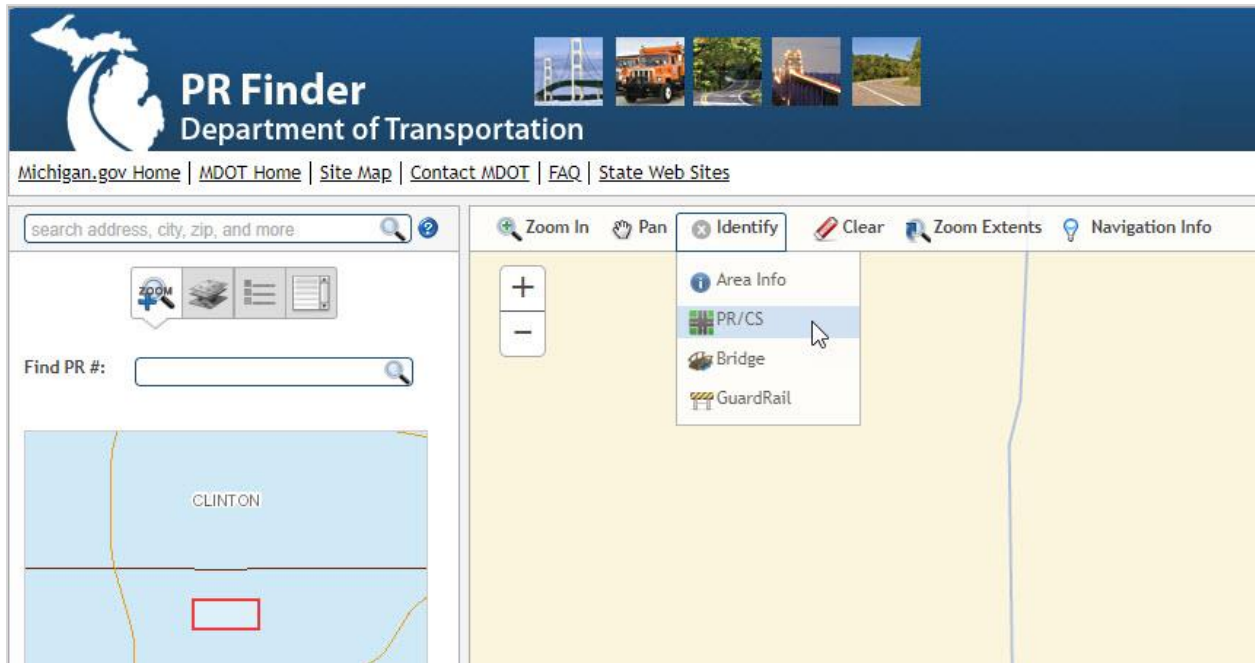 PR Finder
Department of Transportation
Michigan.gov Home | MDOT Home | Site Map | Contact MDOT | FAQ | State Web Sites
search address, city, zip, and more
Zoom In Pan Identify Clear Zoom Extents Navigation Info
ZOOM
+
−
Area Info
PR/CS
Bridge
GuardRail
Find PR #:
CLINTON